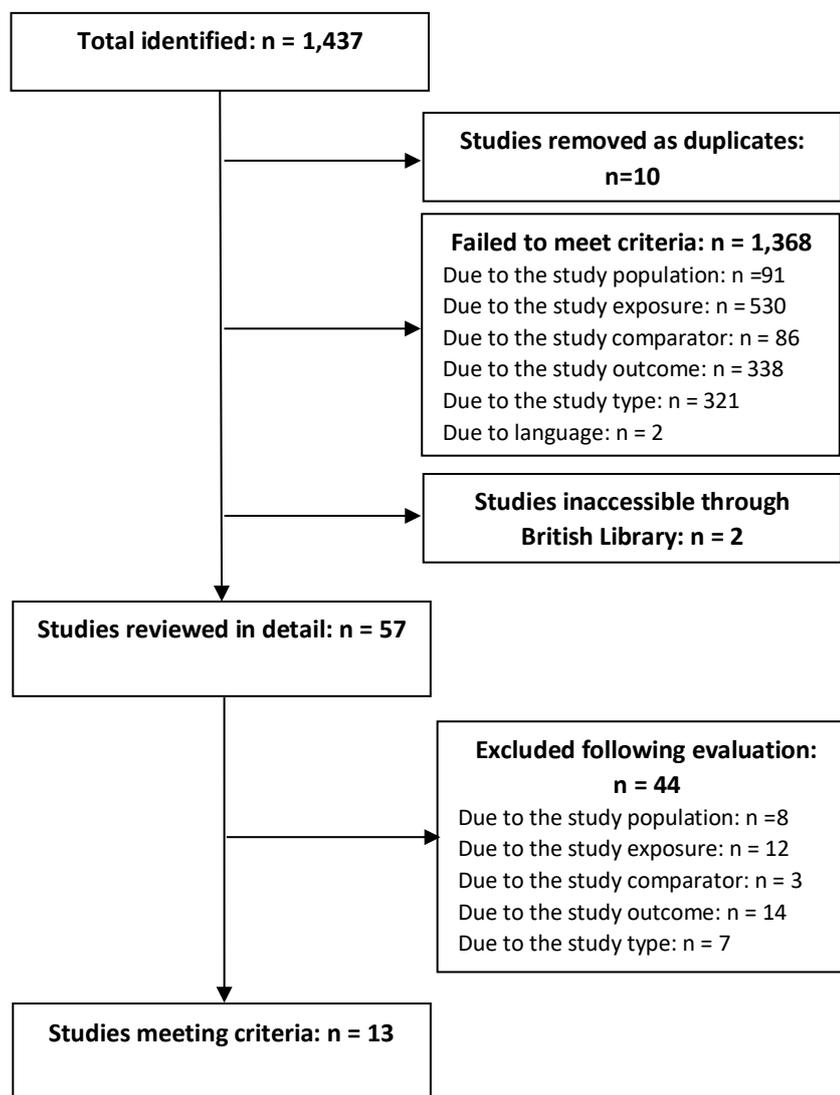 Total identified: n = 1,437
Studies removed as duplicates:
n=10
Failed to meet criteria: n = 1,368
Due to the study population: n =91
Due to the study exposure: n = 530
Due to the study comparator: n = 86
Due to the study outcome: n = 338
Due to the study type: n = 321
Due to language: n = 2
Studies inaccessible through
British Library: n = 2
Studies reviewed in detail: n = 57
Excluded following evaluation:
n = 44
Due to the study population: n =8
Due to the study exposure: n = 12
Due to the study comparator: n = 3
Due to the study outcome: n = 14
Due to the study type: n = 7
Studies meeting criteria: n = 13